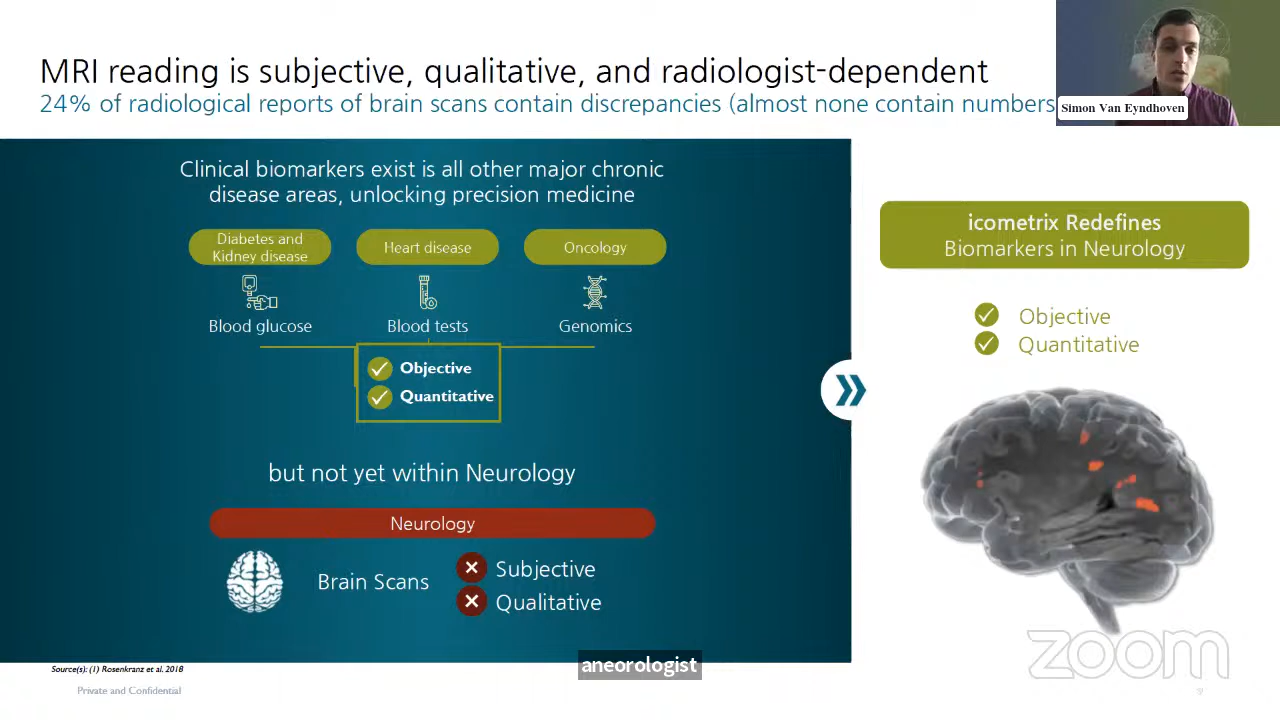 MRI reading is subjective, qualitative, and radiologist-dependent
24% of radiological reports of brain scans contain discrepancies (almost none contain numbers
Simon Van Eyndhoven
Clinical biomarkers exist is all other major chronic
disease areas, unlocking precision medicine
Diabetes and
Kidney disease
Heart disease
Oncology
Blood glucose
Blood tests
Genomics
Objective
Quantitative
but not yet within Neurology
Neurology
Brain Scans
Subjective
Qualitative
icometrix Redefines
Biomarkers in Neurology
Objective
Quantitative
zoom
Source(s): (1) Rosenkranz et al. 2018
Private and Confidential
aneorologist